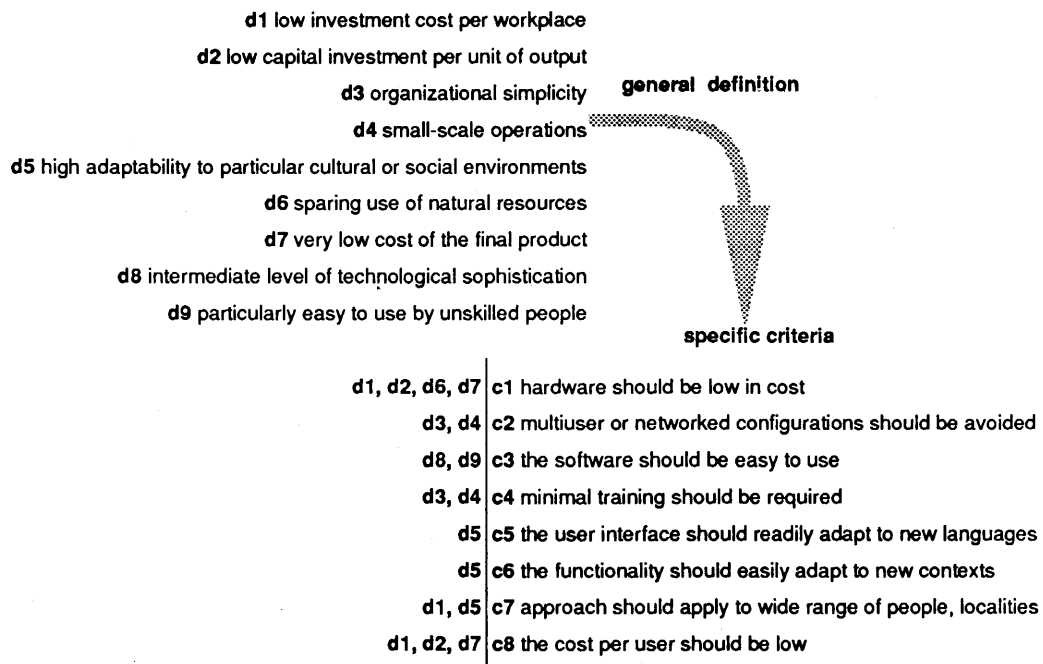 d1 low investment cost per workplace
d2 low capital investment per unit of output
d3 organizational simplicity
general definition
d4 small-scale operations
d5 high adaptability to particular cultural or social environments
d6 sparing use of natural resources
d7 very low cost of the final product
d8 intermediate level of technological sophistication
d9 particularly easy to use by unskilled people
specific criteria
d1, d2, d6, d7 c1 hardware should be low in cost
d3, d4 c2 multiuser or networked configurations should be avoided
d8, d9 c3 the software should be easy to use
d3, d4 c4 minimal training should be required
d5 c5 the user interface should readily adapt to new languages
d5 c6 the functionality should easily adapt to new contexts
d1, d5 c7 approach should apply to wide range of people, localities
d1, d2, d7 c8 the cost per user should be low